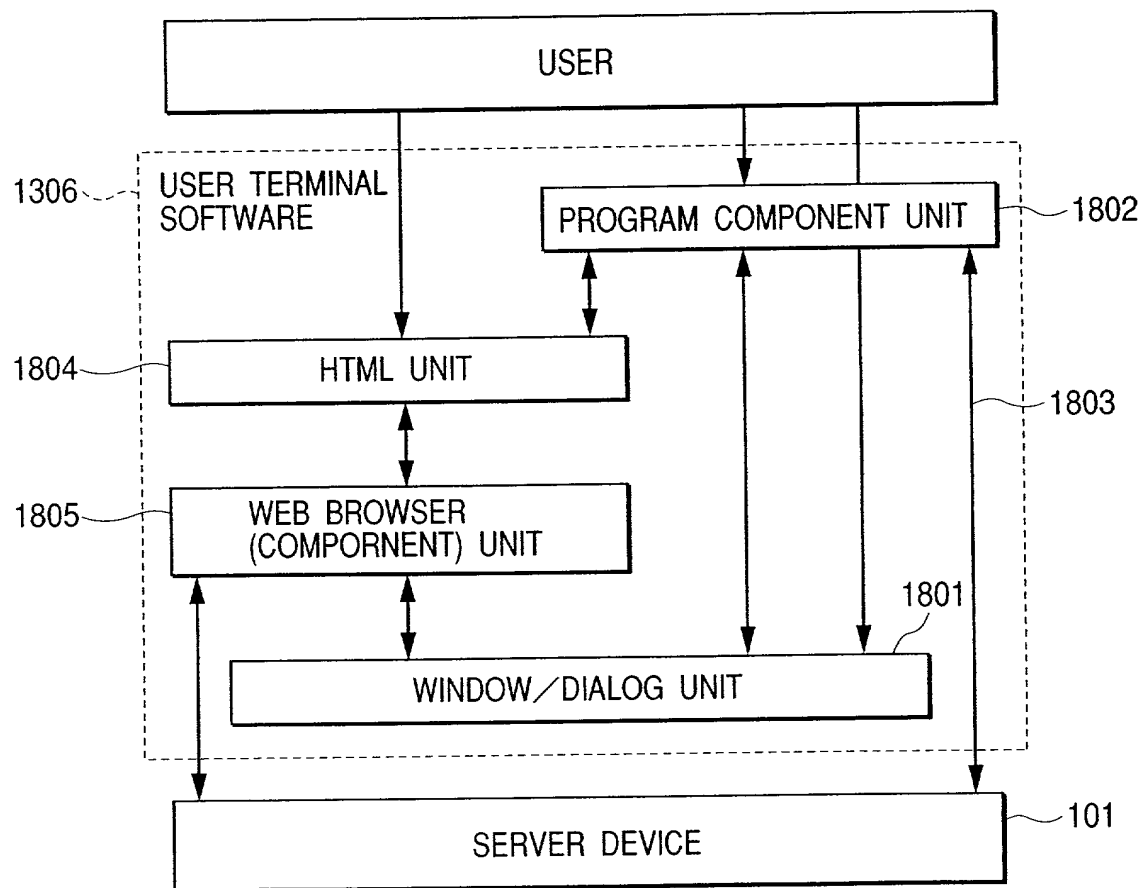 USER
1306
USER TERMINAL
SOFTWARE
PROGRAM COMPONENT UNIT
1802
1804
HTML UNIT
1803
1805
WEB BROWSER
(COMPORNENT) UNIT
1801
WINDOW/DIALOG UNIT
101
SERVER DEVICE